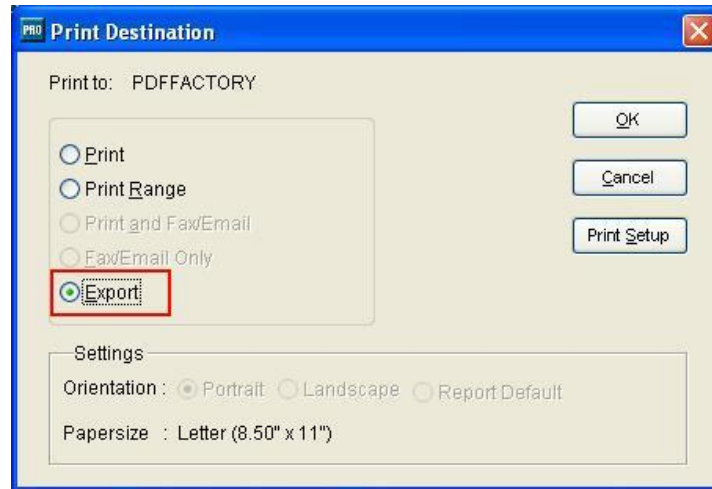 PRO Print Destination
Print to: PDFFACTORY
OK
Print
Print Range
Cancel
Print and Fax/Email
Print Setup
Fax/Email Only
Export
Settings
Orientation : Portrait Landscape Report Default
Papersize : Letter (8.50" x 11")